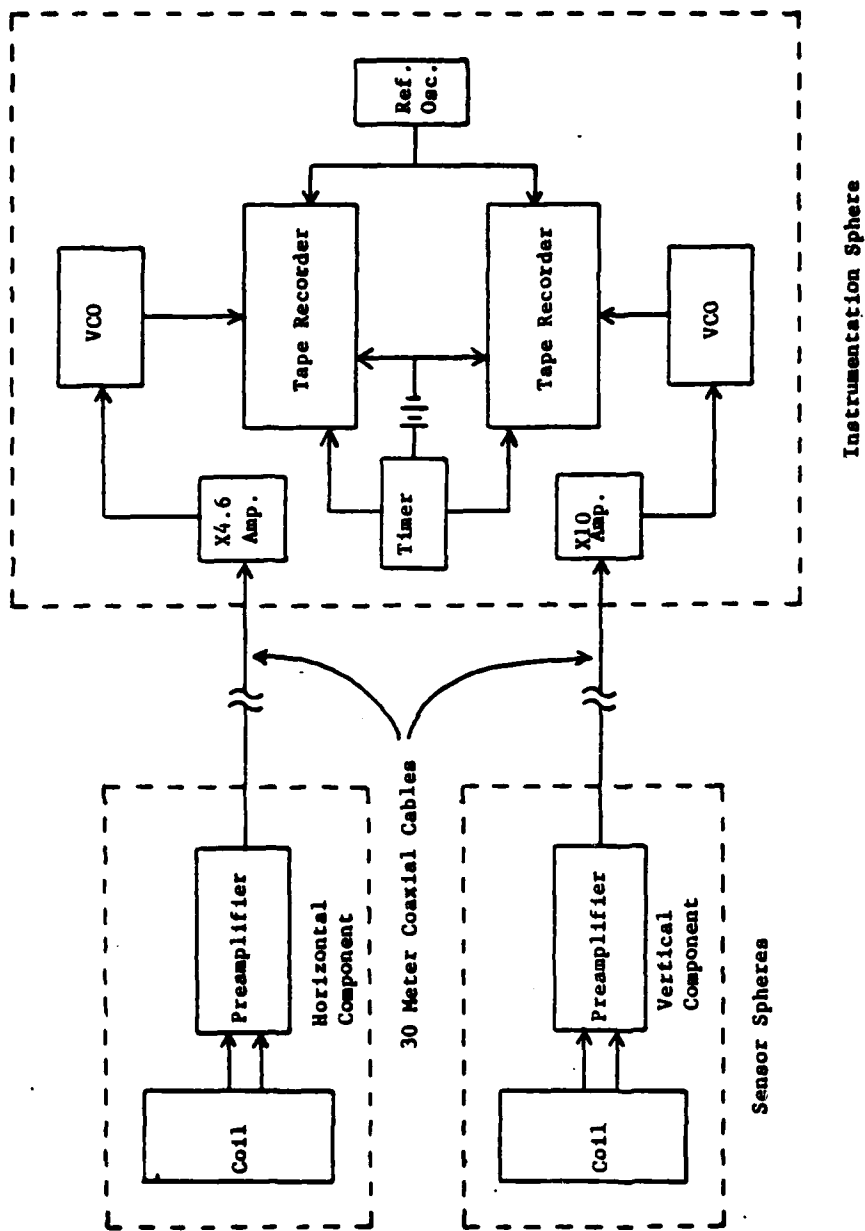 Coil
Preamplifier
Horizontal
Component
30 Meter Coaxial Cables
Coil
Preamplifier
Vertical
Component
Sensor Spheres
X4.6
Amp.
VCO
Tape Recorder
Timer
Ref.
Osc.
Tape Recorder
X10
Amp.
VCO
Instrumentation Sphere